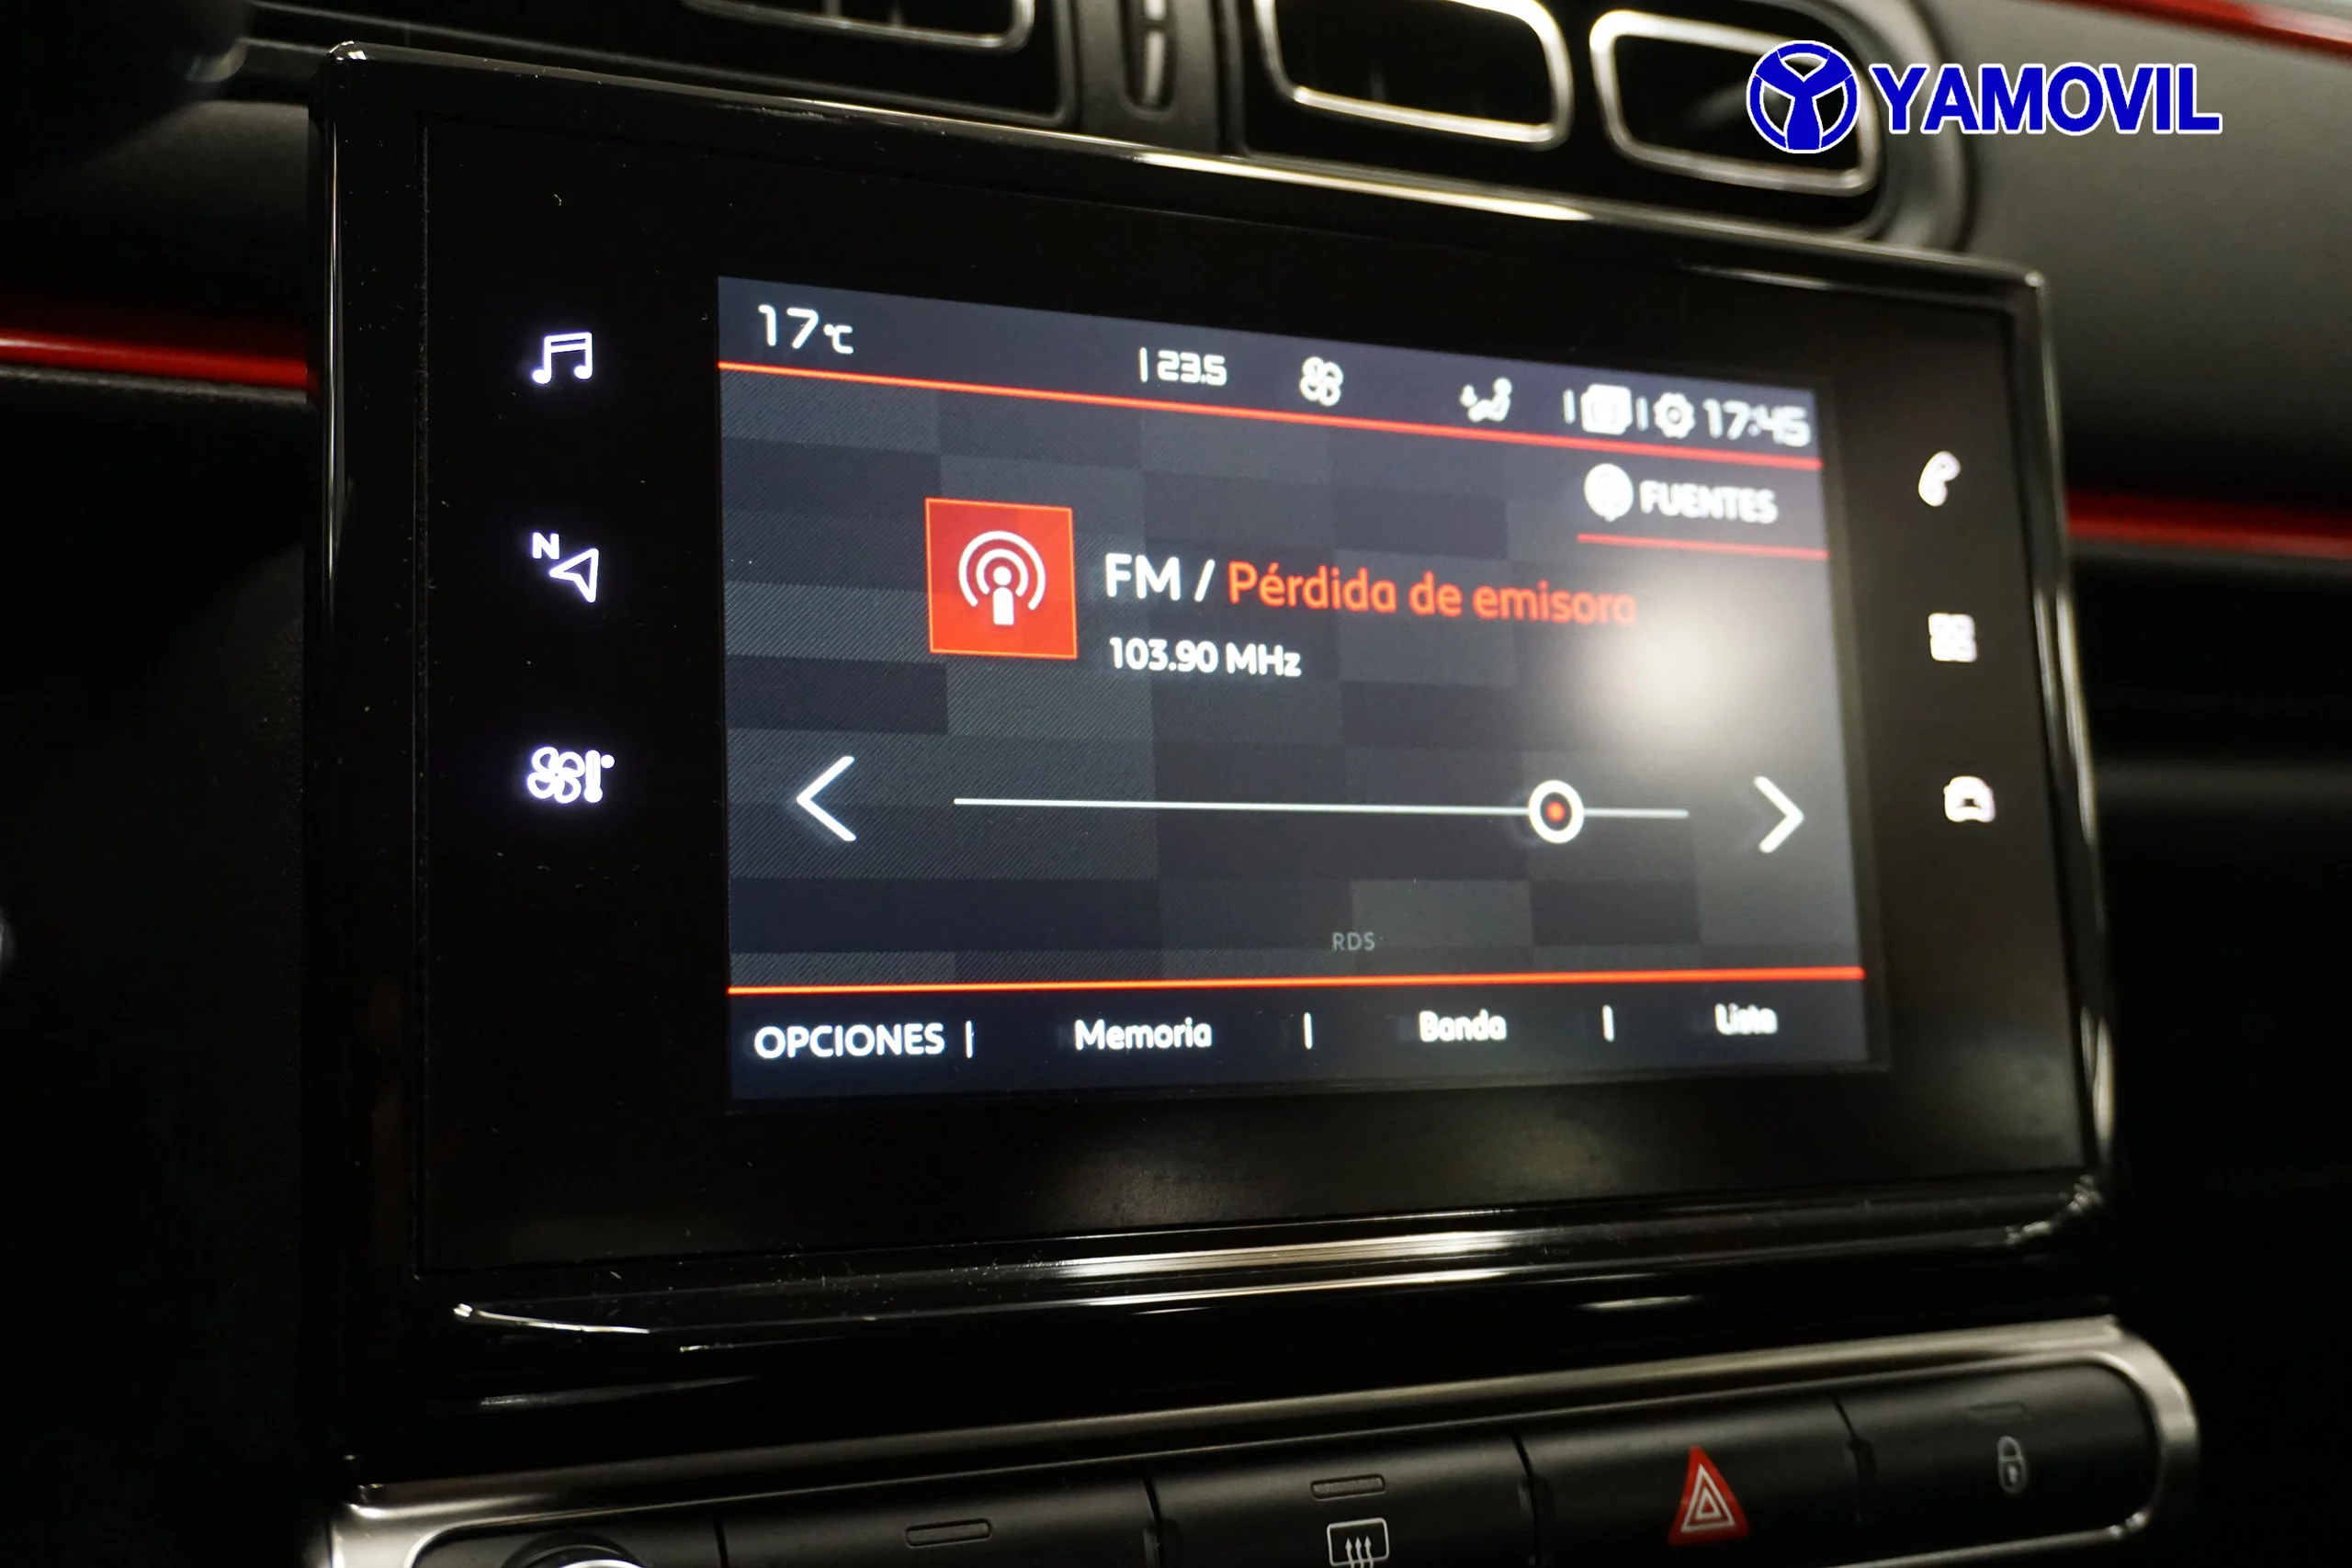 YAMOVIL
17°C
23.5
17:45
FUENTES
N
FM / Pérdida de emisora
103.90 MHz
RDS
OPCIONES | Memoria | Banda | Lista